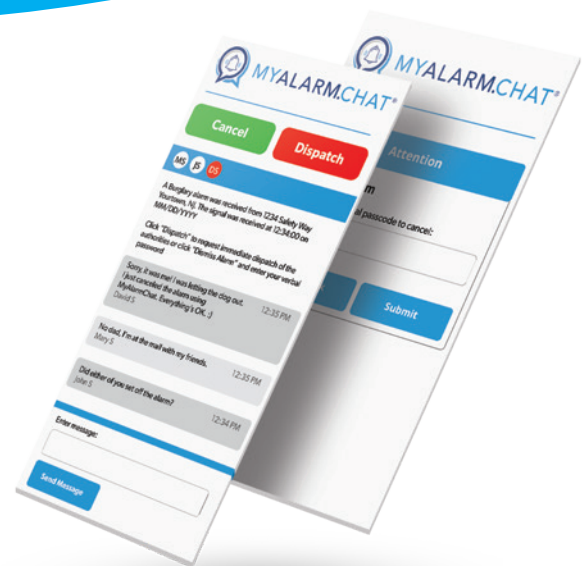 MYALARM.CHAT®
Cancel
Dispatch
MS JS DS
A Burglary alarm was received from 1234 Safety Way
Yourtown, NJ. The signal was received at 12:34:00 on
MM/DD/YYYY
Click "Dispatch" to request immediate dispatch of the
authorities or click "Dismiss Alarm" and enter your verbal
password
Sorry, it was me! I was letting the dog out.
I just canceled the alarm using
MyAlarmChat. Everything's OK. :)
David S
12:35 PM
No dad, I'm at the mall with my friends.
Mary S
12:35 PM
Did either of you set off the alarm?
John S
12:34 PM
Enter message:
Send Message
MYALARM.CHAT®
Attention
al passcode to cancel:
Submit